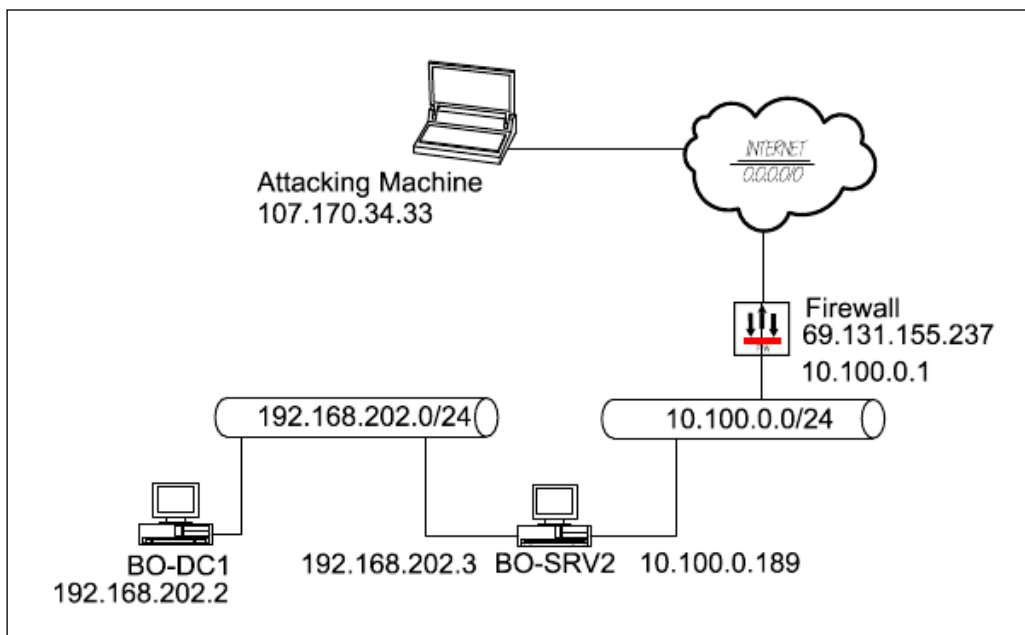 INTERNET
0.0.0.0/0
Attacking Machine
107.170.34.33
Firewall
69.131.155.237
10.100.0.1
192.168.202.0/24
10.100.0.0/24
BO-DC1
192.168.202.2
192.168.202.3
BO-SRV2
10.100.0.189